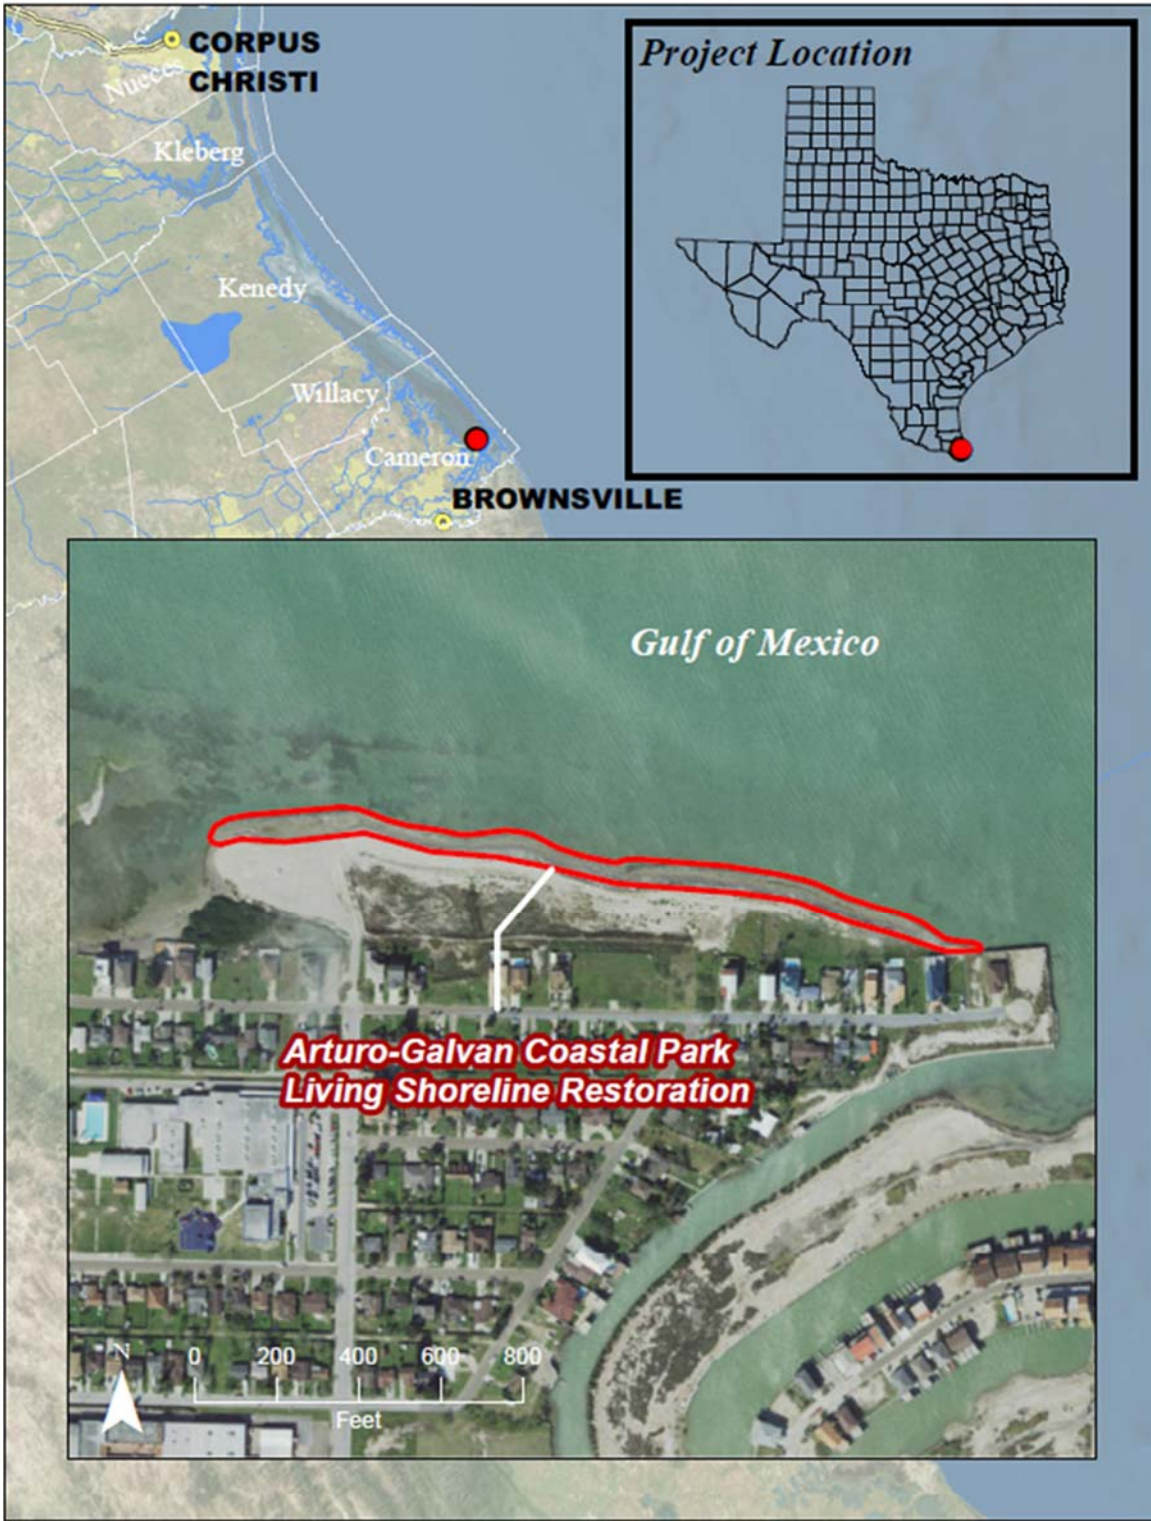 CORPUS
CHRISTI
Nueces
Kleberg
Kenedy
Willacy
Cameron
BROWNSVILLE
Project Location
Gulf of Mexico
Arturo-Galvan Coastal Park
Living Shoreline Restoration
N
0 200 400 600 800
Feet